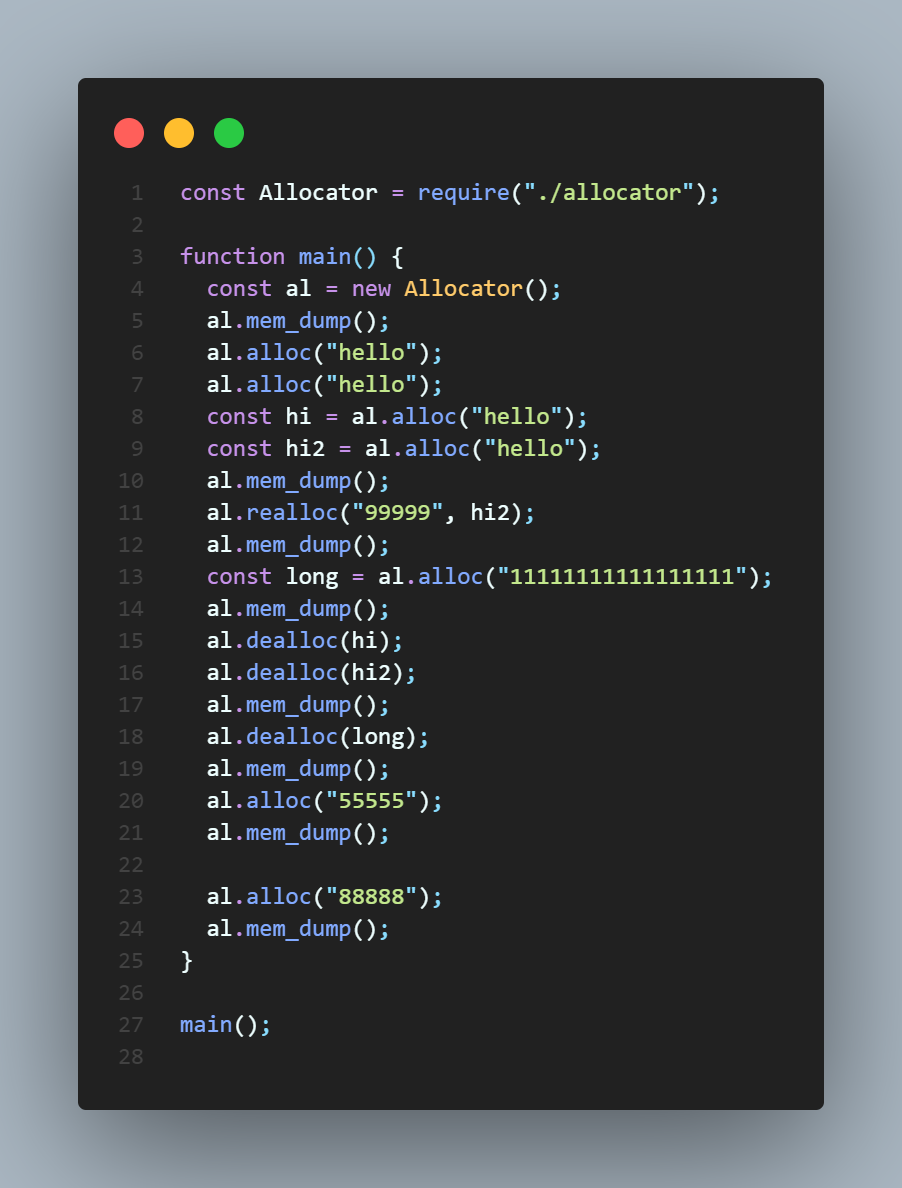 1 const Allocator = require("./allocator");
2
3 function main() {
4   const al = new Allocator();
5   al.mem_dump();
6   al.alloc("hello");
7   al.alloc("hello");
8   const hi = al.alloc("hello");
9   const hi2 = al.alloc("hello");
10   al.mem_dump();
11   al.realloc("99999", hi2);
12   al.mem_dump();
13   const long = al.alloc("11111111111111111");
14   al.mem_dump();
15   al.dealloc(hi);
16   al.dealloc(hi2);
17   al.mem_dump();
18   al.dealloc(long);
19   al.mem_dump();
20   al.alloc("55555");
21   al.mem_dump();
22
23   al.alloc("88888");
24   al.mem_dump();
25 }
26
27 main();
28